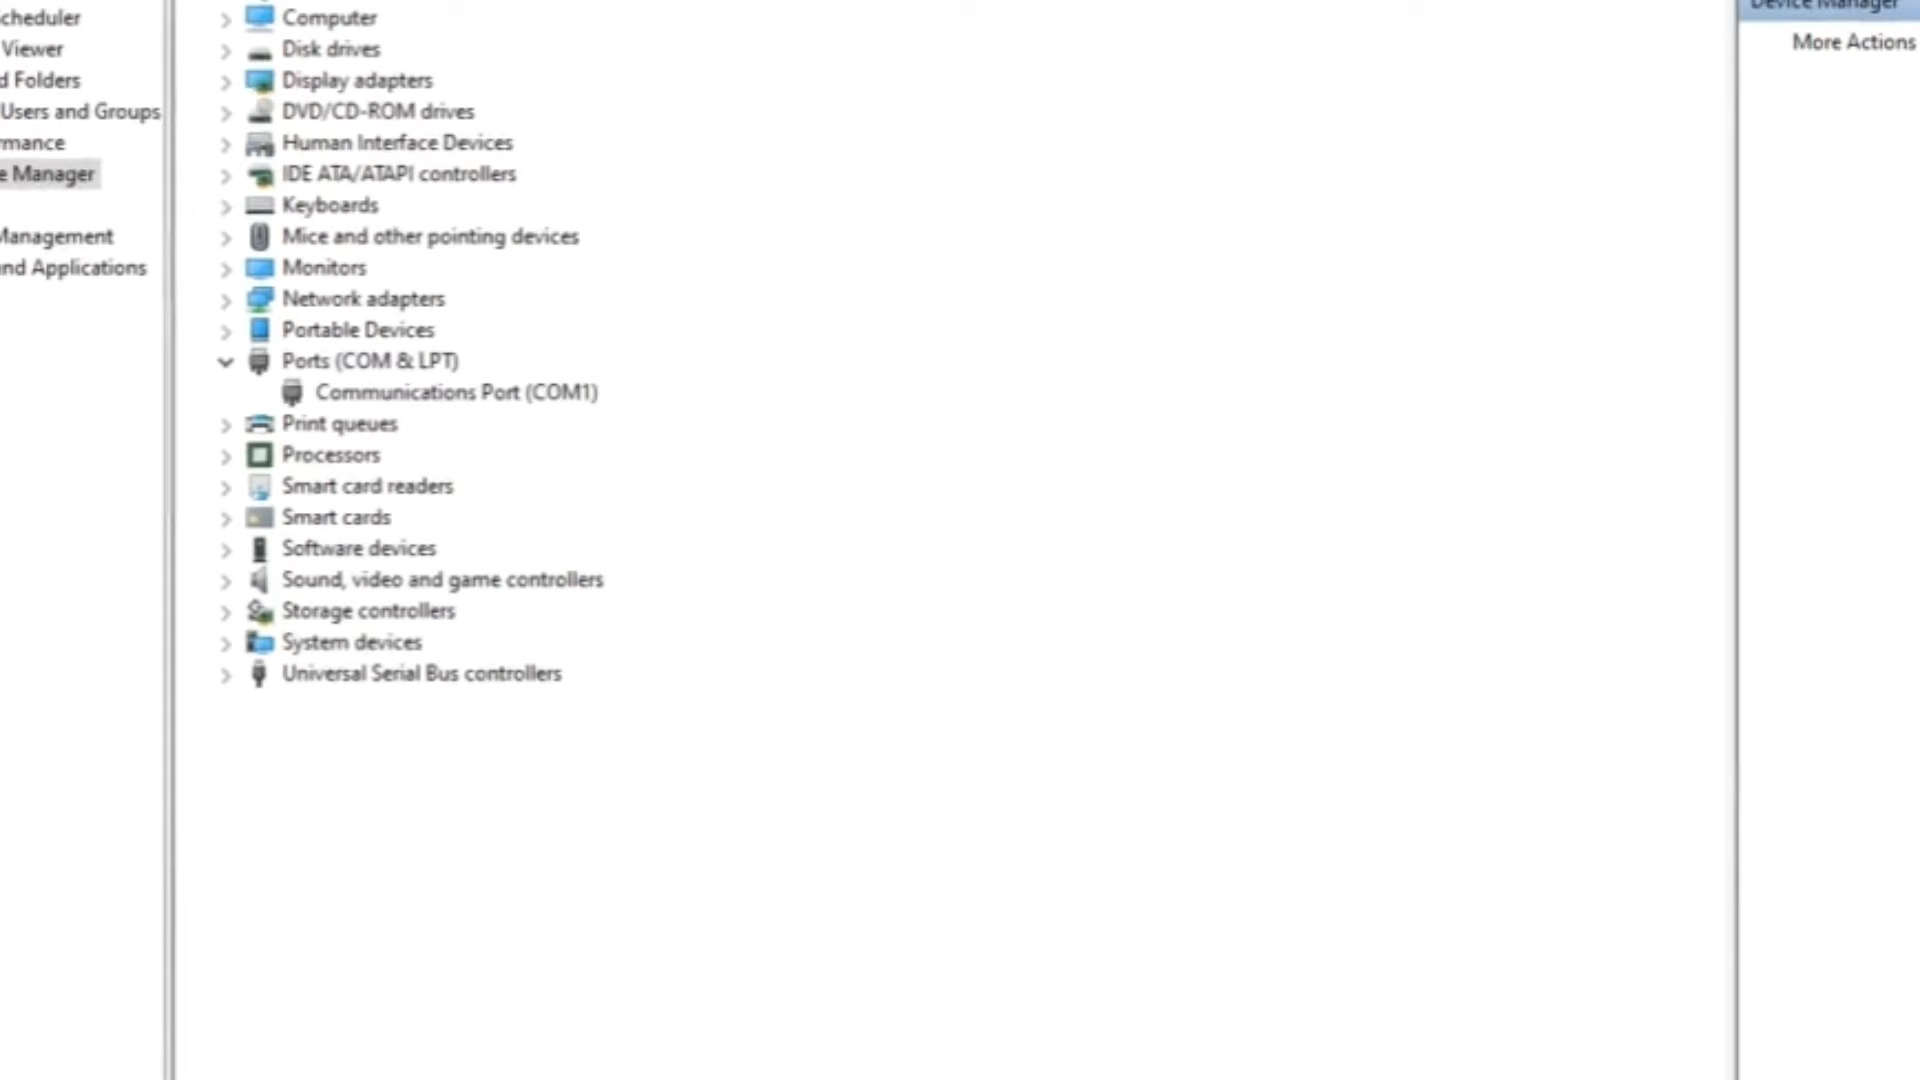 cheduler
Viewer
d Folders
Users and Groups
rmance
e Manager
Management
nd Applications
Computer
Disk drives
Display adapters
DVD/CD-ROM drives
Human Interface Devices
IDE ATA/ATAPI controllers
Keyboards
Mice and other pointing devices
Monitors
Network adapters
Portable Devices
Ports (COM & LPT)
Communications Port (COM1)
Print queues
Processors
Smart card readers
Smart cards
Software devices
Sound, video and game controllers
Storage controllers
System devices
Universal Serial Bus controllers
Device Manager
More Actions